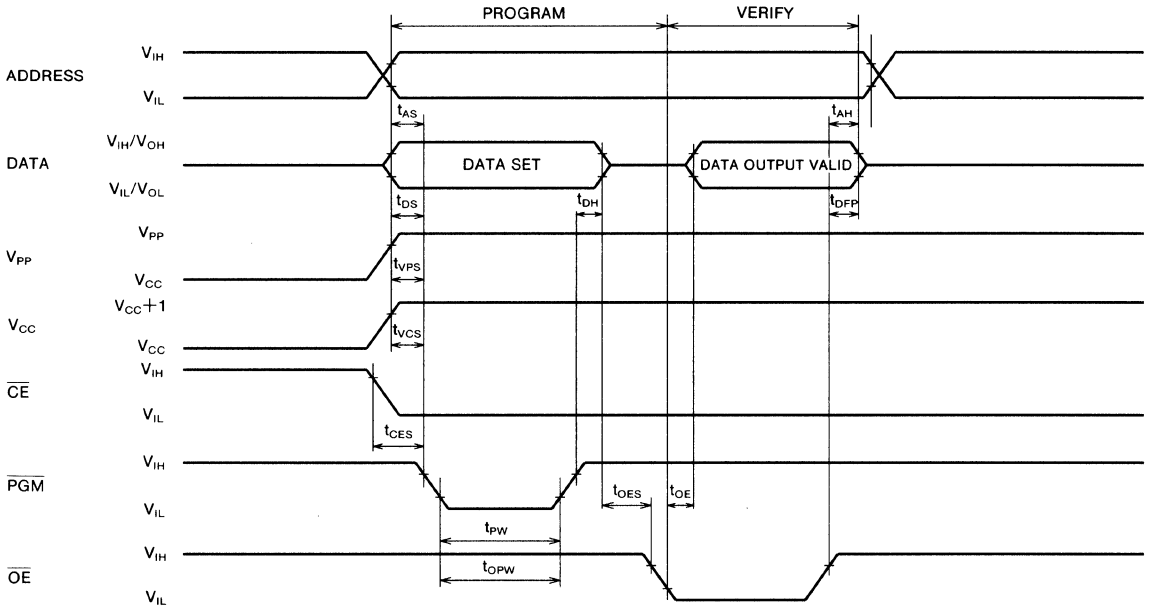 PROGRAM VERIFY
ADDRESS
VIH
VIL
tAS
tAH
DATA
VIH/VOH
VIL/VOL
DATA SET
DATA OUTPUT VALID
tDS
tDH
tDFP
VPP
VPP
VCC
tVPS
VCC
VCC+1
VCC
tVCS
CE
VIH
VIL
tCES
PGM
VIH
VIL
tOES
tOE
tPW
OE
VIH
VIL
tOPW